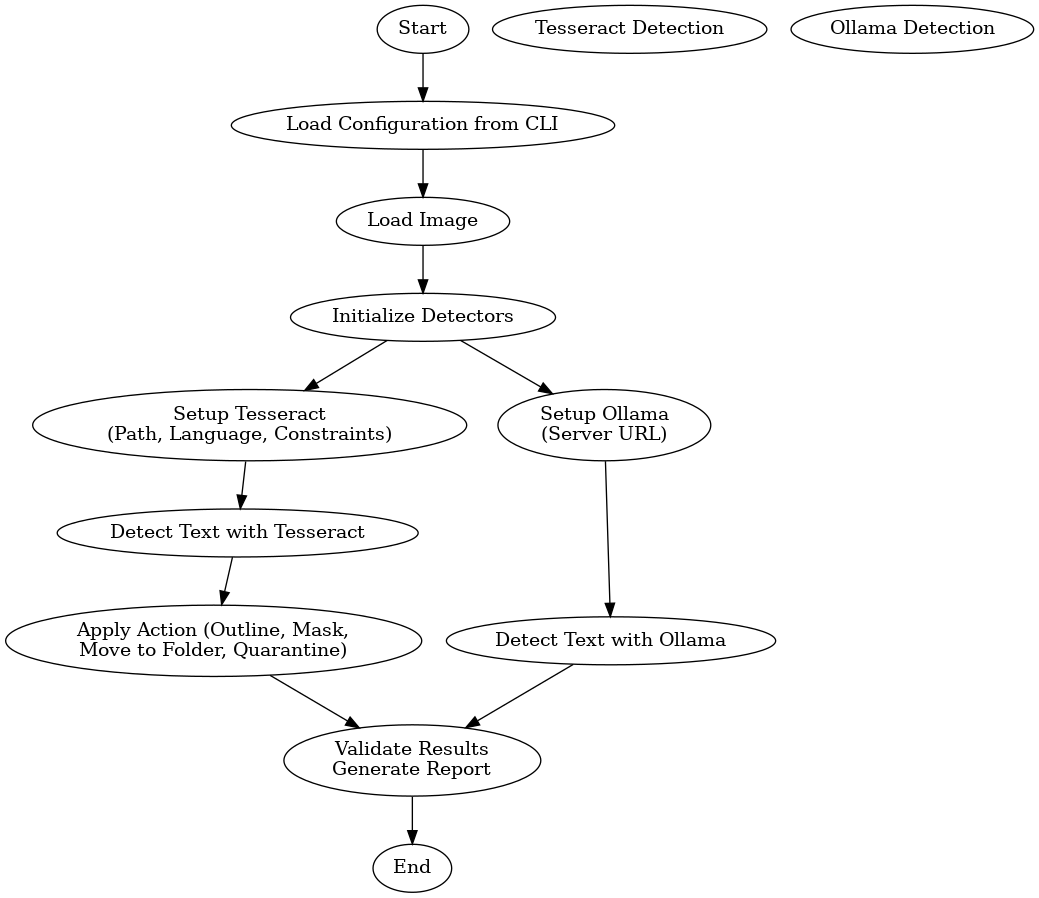 Start
Tesseract Detection
Ollama Detection
Load Configuration from CLI
Load Image
Initialize Detectors
Setup Tesseract
(Path, Language, Constraints)
Setup Ollama
(Server URL)
Detect Text with Tesseract
Apply Action (Outline, Mask,
Move to Folder, Quarantine)
Detect Text with Ollama
Validate Results
Generate Report
End